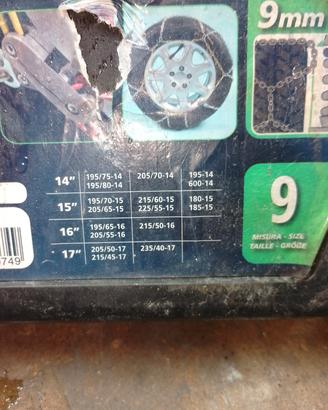 9mm
14" 195/75-14 205/70-14 195-14
195/80-14 600-14
15" 195/70-15 215/60-15 180-15
205/65-15 225/55-15 185-15
16" 195/65-16 215/50-16
205/55-16
17" 205/50-17 235/40-17
215/45-17
9
MISURA - SIZE
TAILLE - GRÖßE
749